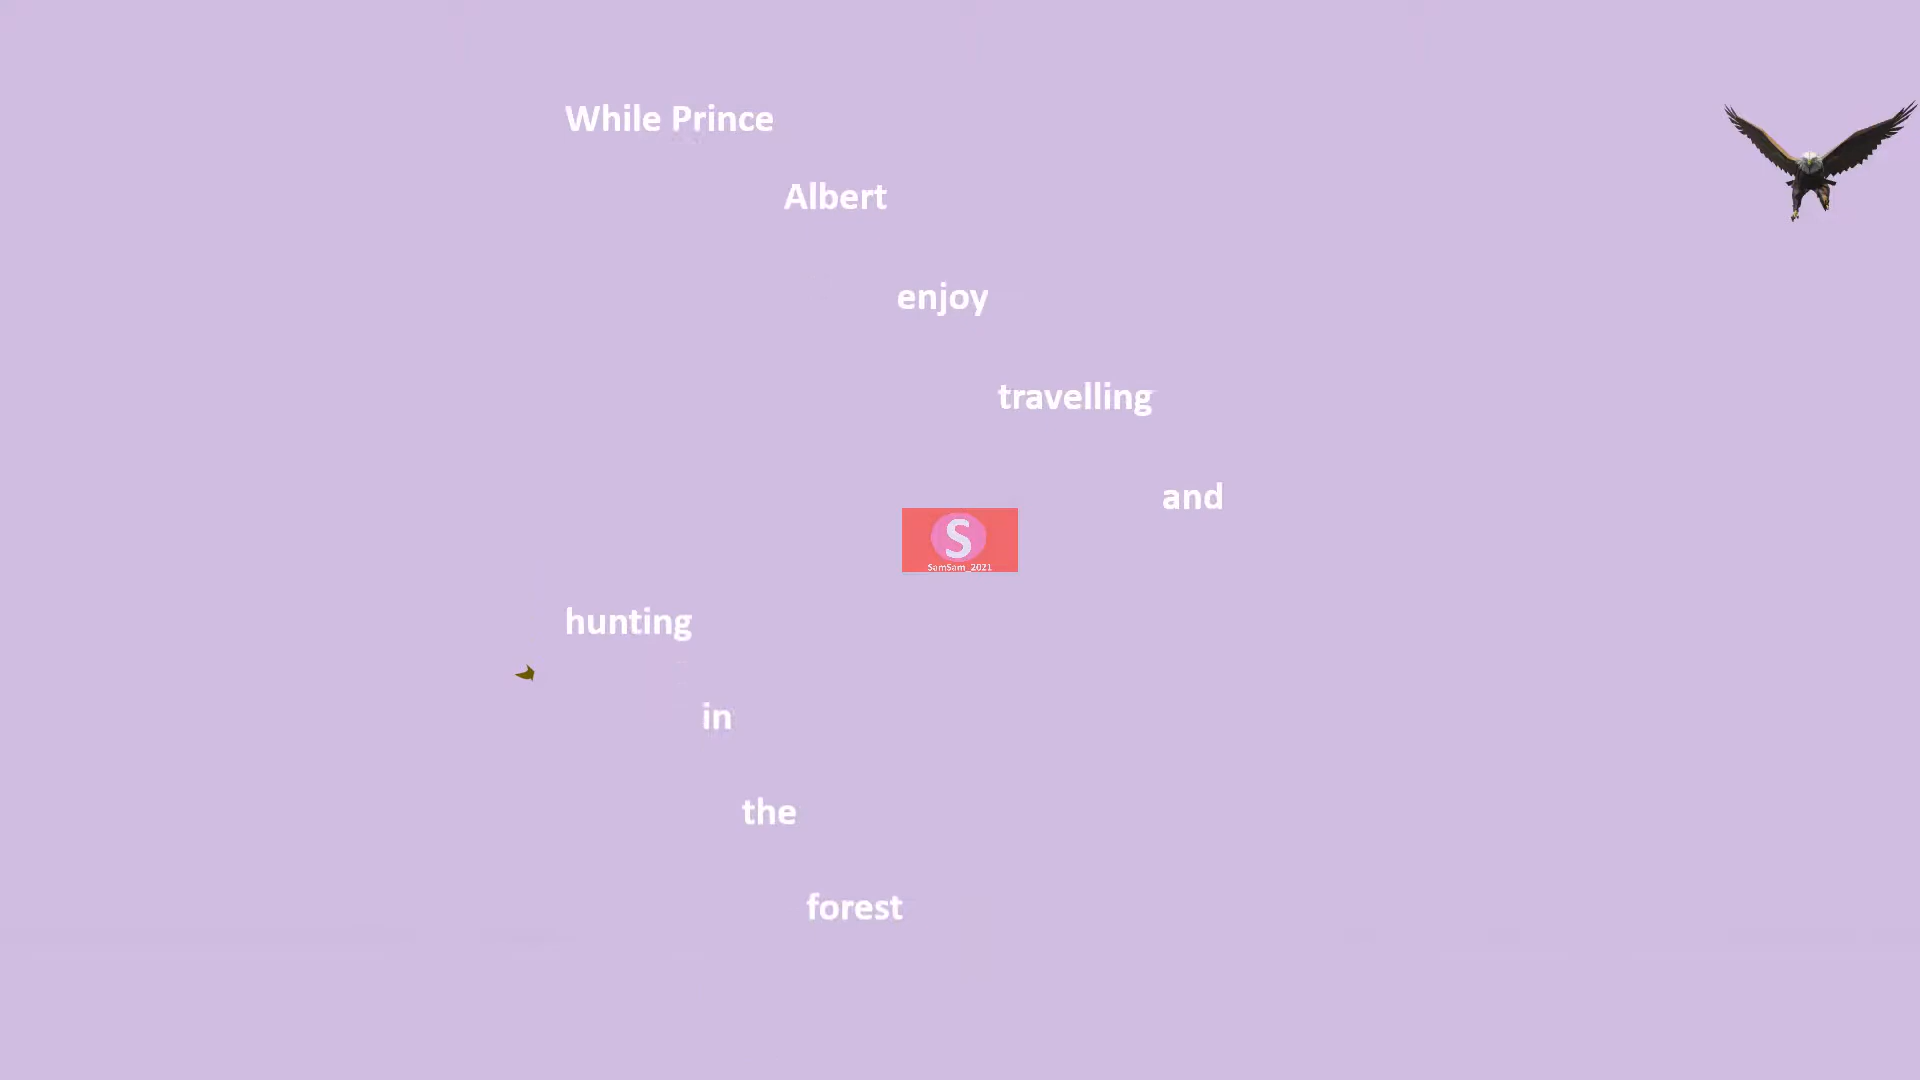 While Prince
Albert
enjoy
travelling
and
S
SamSam_2021
hunting
in
the
forest